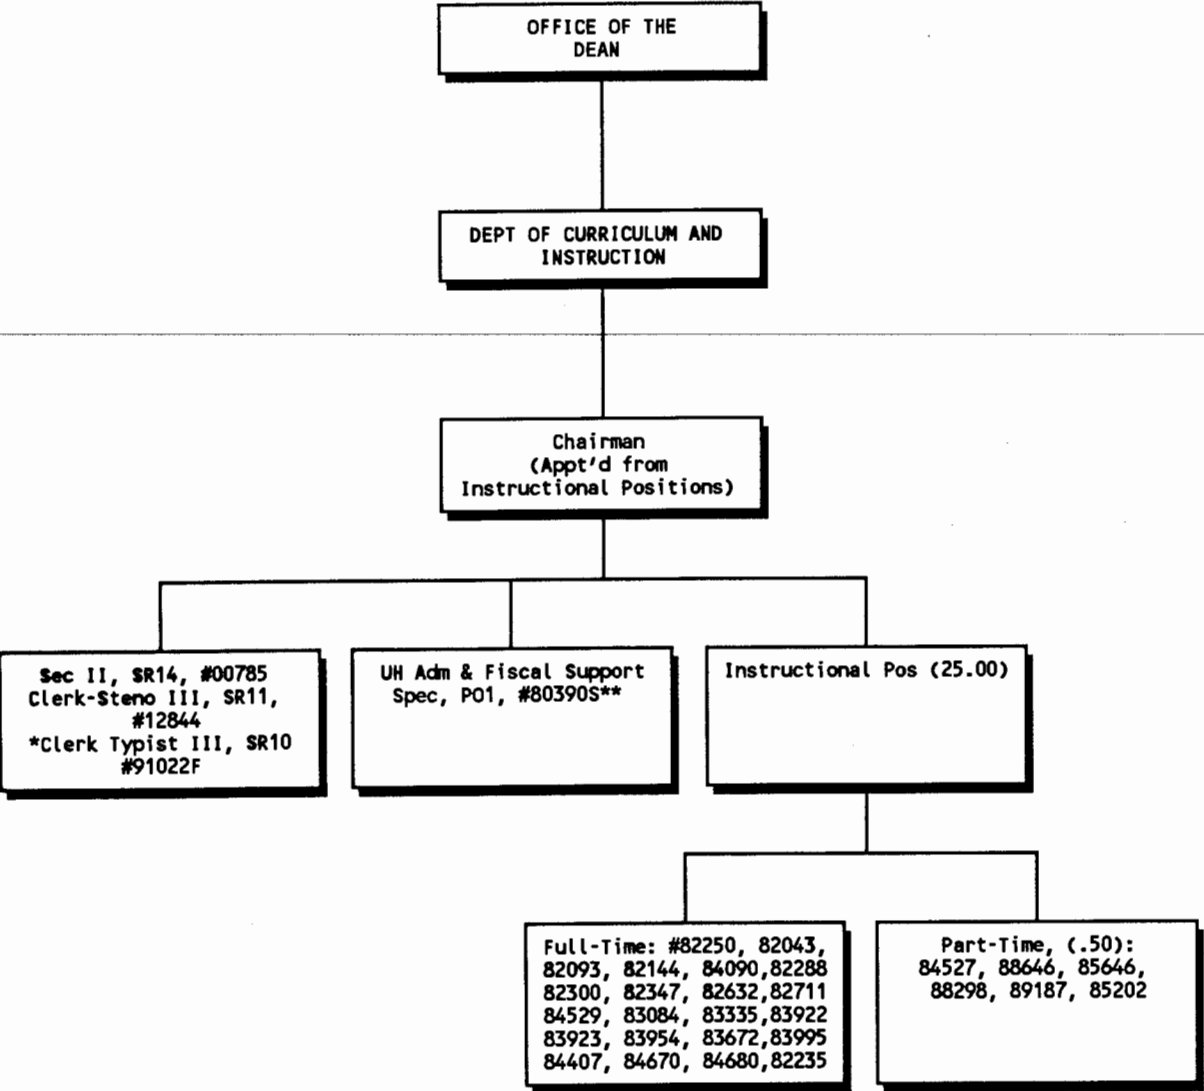 OFFICE OF THE
DEAN
DEPT OF CURRICULUM AND
INSTRUCTION
Chairman
(Appt'd from
Instructional Positions)
Sec II, SR14, #00785
Clerk-Steno III, SR11,
#12844
*Clerk Typist III, SR10
#91022F
UH Adm & Fiscal Support
Spec, PO1, #80390S**
Instructional Pos (25.00)
Full-Time: #82250, 82043,
82093, 82144, 84090,82288
82300, 82347, 82632,82711
84529, 83084, 83335,83922
83923, 83954, 83672,83995
84407, 84670, 84680,82235
Part-Time, (.50):
84527, 88646, 85646,
88298, 89187, 85202